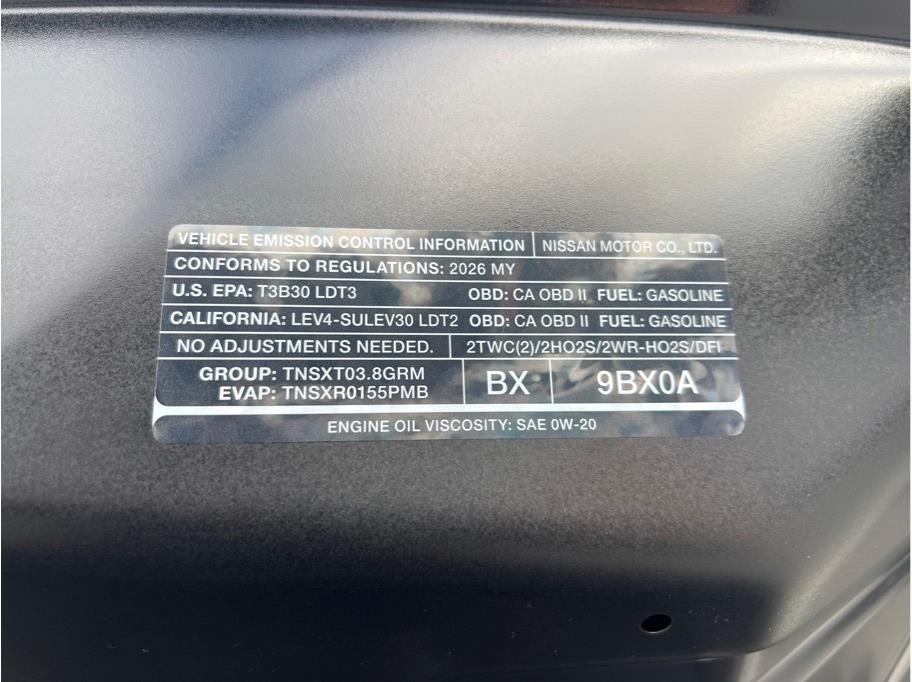 VEHICLE EMISSION CONTROL INFORMATION NISSAN MOTOR CO., LTD.
CONFORMS TO REGULATIONS: 2026 MY
U.S. EPA: T3B30 LDT3 OBD: CA OBD II FUEL: GASOLINE
CALIFORNIA: LEV4-SULEV30 LDT2 OBD: CA OBD II FUEL: GASOLINE
NO ADJUSTMENTS NEEDED. 2TWC(2)/2HO2S/2WR-HO2S/DFI
GROUP: TNSXT03.8GRM
EVAP: TNSXR0155PMB
BX 9BX0A
ENGINE OIL VISCOSITY: SAE 0W-20